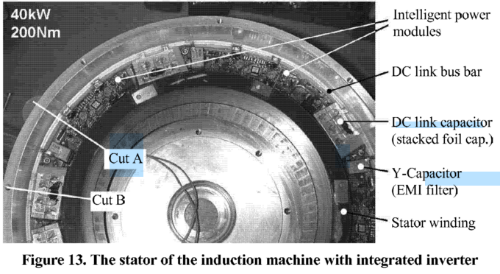 40kW
200Nm
Intelligent power
modules
DC link bus bar
DC link capacitor
(stacked foil cap.)
Cut A
Y-Capacitor
(EMI filter)
Cut B
Stator winding
Figure 13. The stator of the induction machine with integrated inverter